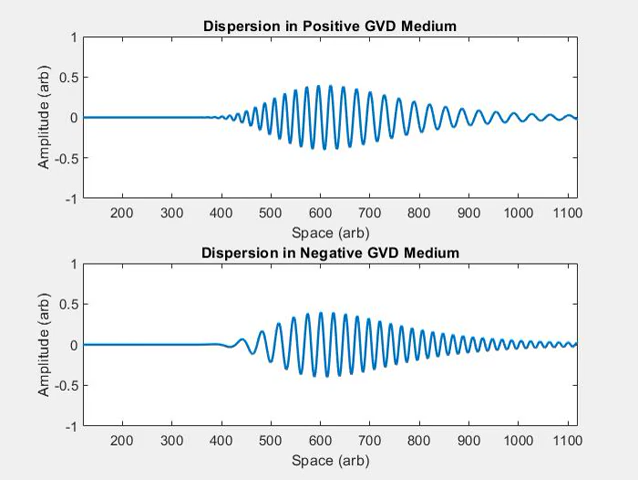 Dispersion in Positive GVD Medium
1
0.5
0
-0.5
-1
Amplitude (arb)
200 300 400 500 600 700 800 900 1000 1100
Space (arb)
Dispersion in Negative GVD Medium
1
0.5
0
-0.5
-1
Amplitude (arb)
200 300 400 500 600 700 800 900 1000 1100
Space (arb)